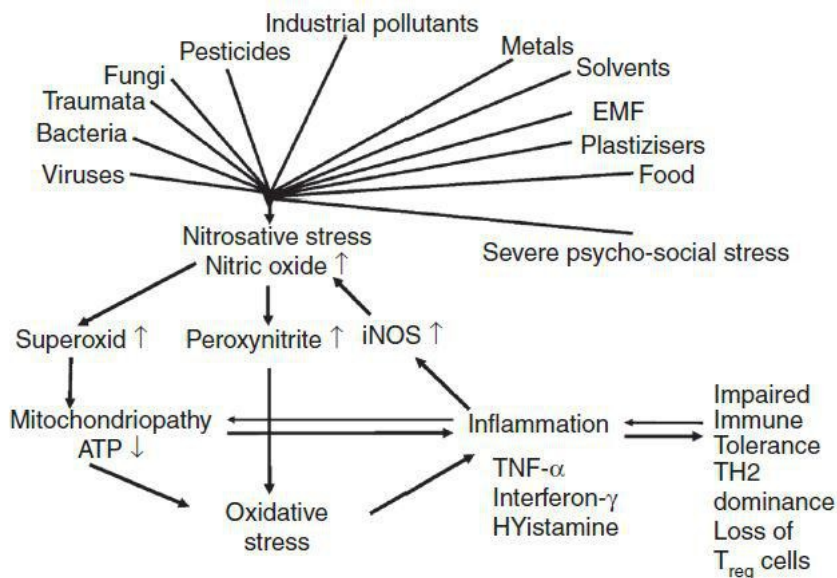 Industrial pollutants
Pesticides
Metals
Fungi
Solvents
Traumata
EMF
Bacteria
Plastizisers
Viruses
Food
Nitrosative stress
Nitric oxide ↑
Severe psycho-social stress
Superoxid ↑
Peroxynitrite ↑
iNOS ↑
Mitochondriopathy
ATP ↓
Inflammation
TNF-α
Interferon-γ
HYistamine
Impaired
Immune
Tolerance
TH2
dominance
Loss of
Treg cells
Oxidative
stress